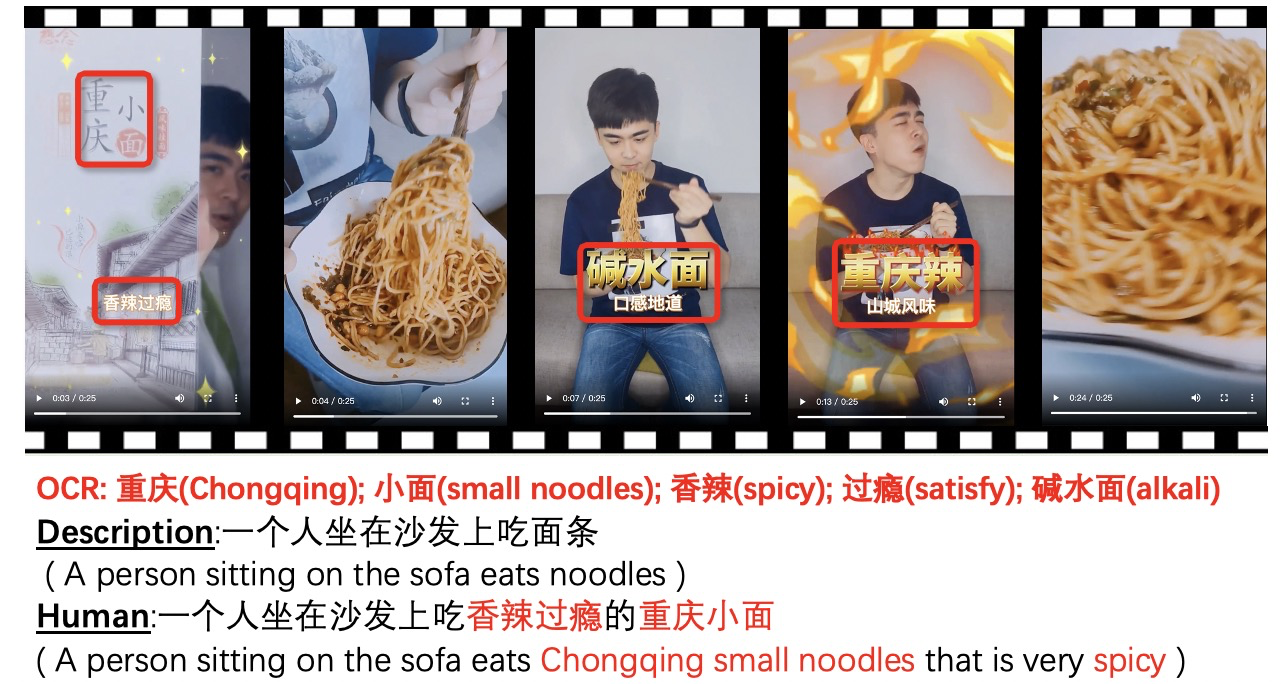 重庆
小面
香辣过瘾
0:03 / 0:25
0:04 / 0:25
碱水面
口感地道
0:07 / 0:25
重庆辣
山城风味
0:13 / 0:25
0:24 / 0:25
OCR: 重庆(Chongqing); 小面(small noodles); 香辣(spicy); 过瘾(satisfy); 碱水面(alkali)
Description:一个人坐在沙发上吃面条
( A person sitting on the sofa eats noodles )
Human:一个人坐在沙发上吃香辣过瘾的重庆小面
( A person sitting on the sofa eats Chongqing small noodles that is very spicy )